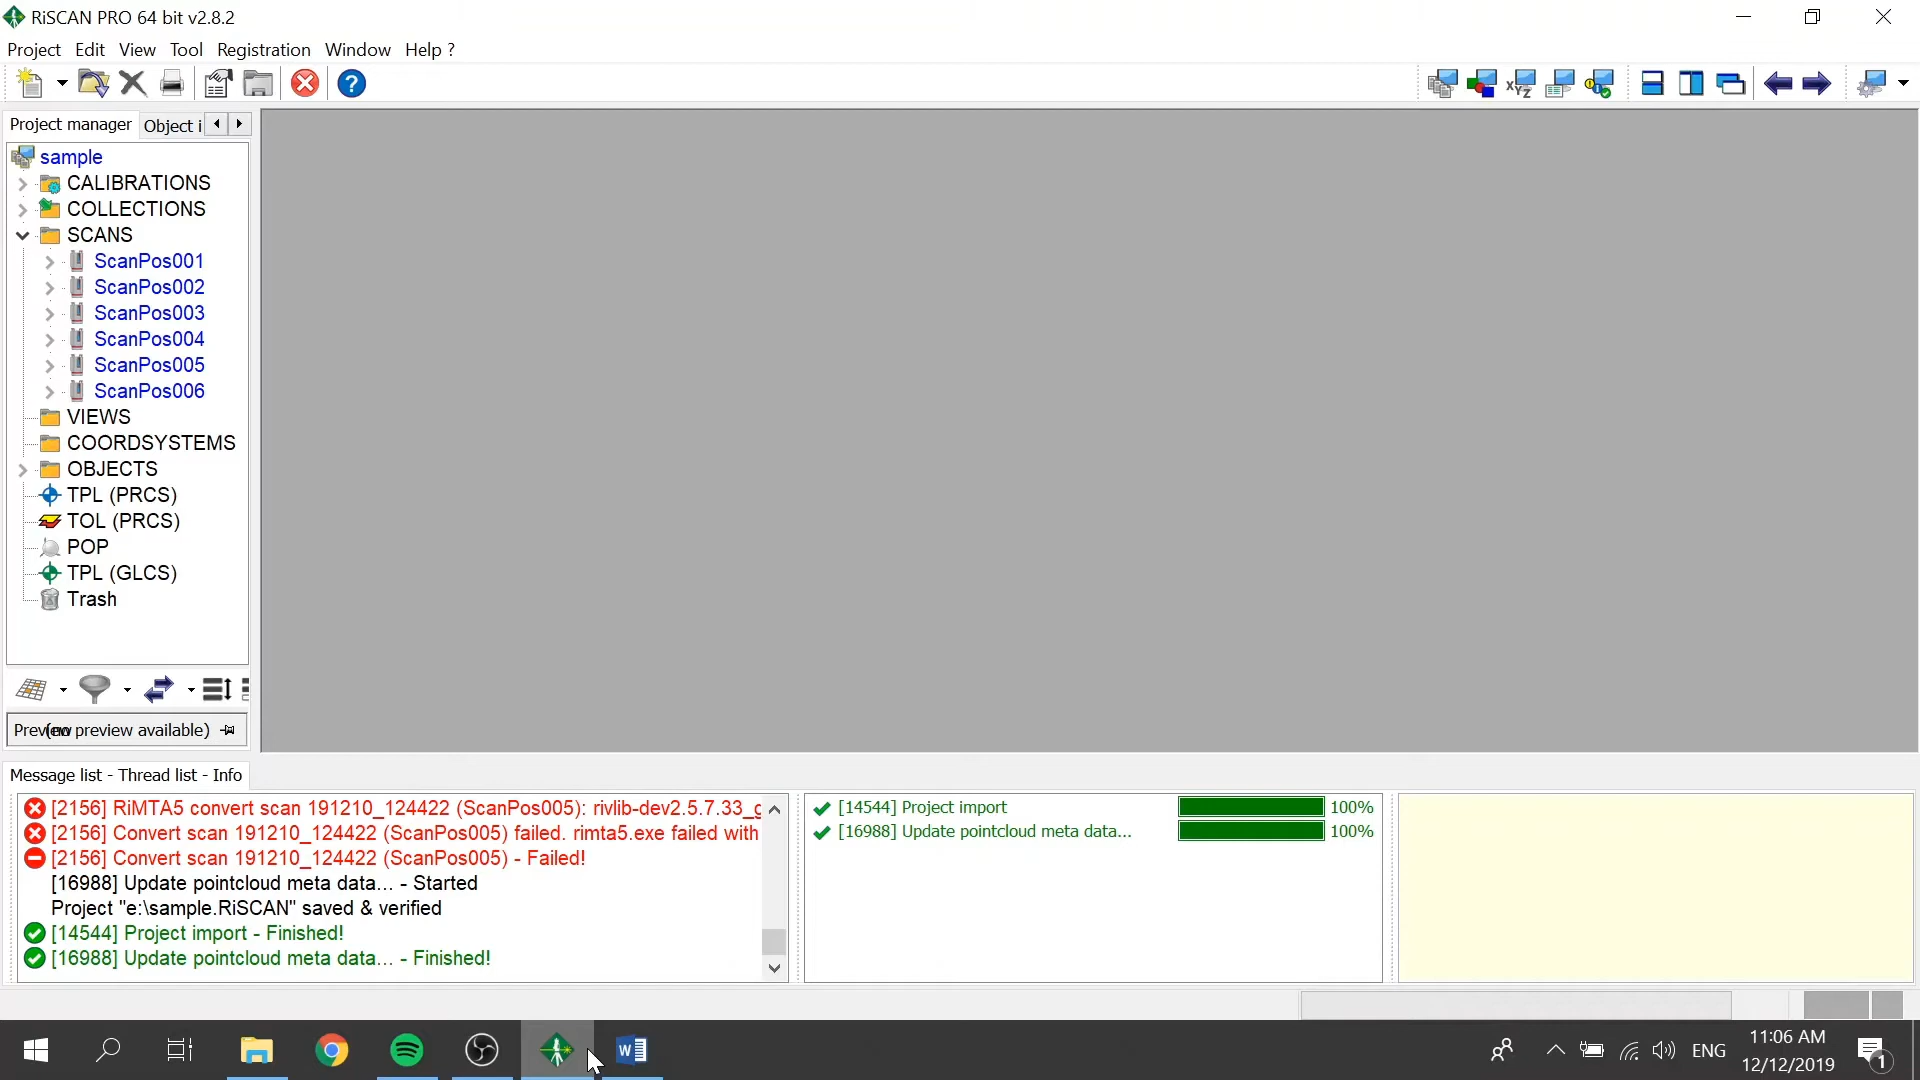 RiSCAN PRO 64 bit v2.8.2
Project Edit View Tool Registration Window Help ?
Project manager Object i
sample
CALIBRATIONS
COLLECTIONS
SCANS
ScanPos001
ScanPos002
ScanPos003
ScanPos004
ScanPos005
ScanPos006
VIEWS
COORDSYSTEMS
OBJECTS
TPL (PRCS)
TOL (PRCS)
POP
TPL (GLCS)
Trash
preview available)
Message list - Thread list - Info
[2156] RiMTA5 convert scan 191210_124422 (ScanPos005): rivlib-dev2.5.7.33_g
[2156] Convert scan 191210_124422 (ScanPos005) failed. rimta5.exe failed with
[2156] Convert scan 191210_124422 (ScanPos005) - Failed!
[16988] Update pointcloud meta data... - Started
Project "e:\sample.RiSCAN" saved & verified
[14544] Project import - Finished!
[16988] Update pointcloud meta data... - Finished!
[14544] Project import 100%
[16988] Update pointcloud meta data... 100%
ENG
11:06 AM
12/12/2019
1